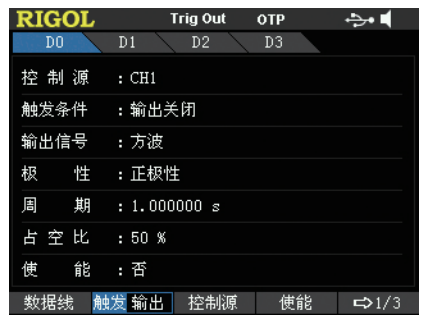 RIGOL Trig Out OTP
D0 D1 D2 D3
控制源 : CH1
触发条件 : 输出关闭
输出信号 : 方波
极性 : 正极性
周期 : 1.000000 s
占空比 : 50 %
使能 : 否
数据线 触发 输出 控制源 使能 ⇨1/3